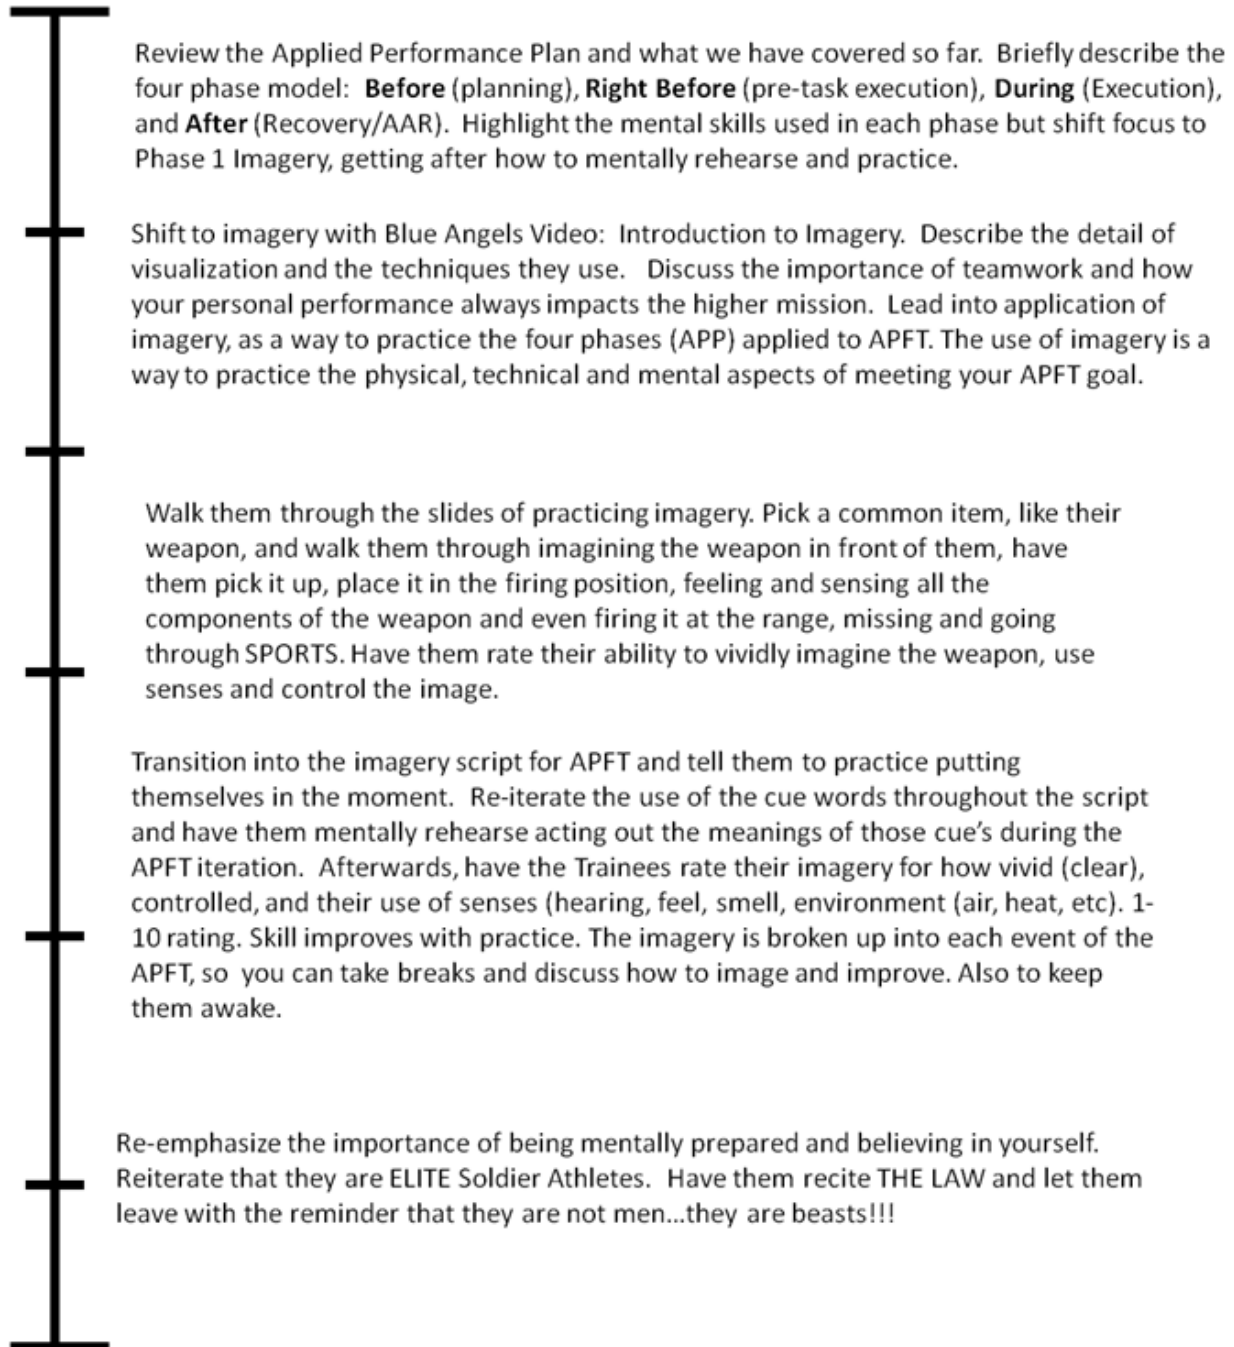 Review the Applied Performance Plan and what we have covered so far.  Briefly describe the
four phase model:  Before (planning), Right Before (pre-task execution), During (Execution),
and After (Recovery/AAR).  Highlight the mental skills used in each phase but shift focus to
Phase 1 Imagery, getting after how to mentally rehearse and practice.
Shift to imagery with Blue Angels Video:  Introduction to Imagery.  Describe the detail of
visualization and the techniques they use.   Discuss the importance of teamwork and how
your personal performance always impacts the higher mission.  Lead into application of
imagery, as a way to practice the four phases (APP) applied to APFT. The use of imagery is a
way to practice the physical, technical and mental aspects of meeting your APFT goal.
Walk them through the slides of practicing imagery. Pick a common item, like their
weapon, and walk them through imagining the weapon in front of them, have
them pick it up, place it in the firing position, feeling and sensing all the
components of the weapon and even firing it at the range, missing and going
through SPORTS. Have them rate their ability to vividly imagine the weapon, use
senses and control the image.
Transition into the imagery script for APFT and tell them to practice putting
themselves in the moment.  Re-iterate the use of the cue words throughout the script
and have them mentally rehearse acting out the meanings of those cue's during the
APFT iteration.  Afterwards, have the Trainees rate their imagery for how vivid (clear),
controlled, and their use of senses (hearing, feel, smell, environment (air, heat, etc). 1-
10 rating. Skill improves with practice. The imagery is broken up into each event of the
APFT, so  you can take breaks and discuss how to image and improve. Also to keep
them awake.
Re-emphasize the importance of being mentally prepared and believing in yourself.
Reiterate that they are ELITE Soldier Athletes.  Have them recite THE LAW and let them
leave with the reminder that they are not men...they are beasts!!!